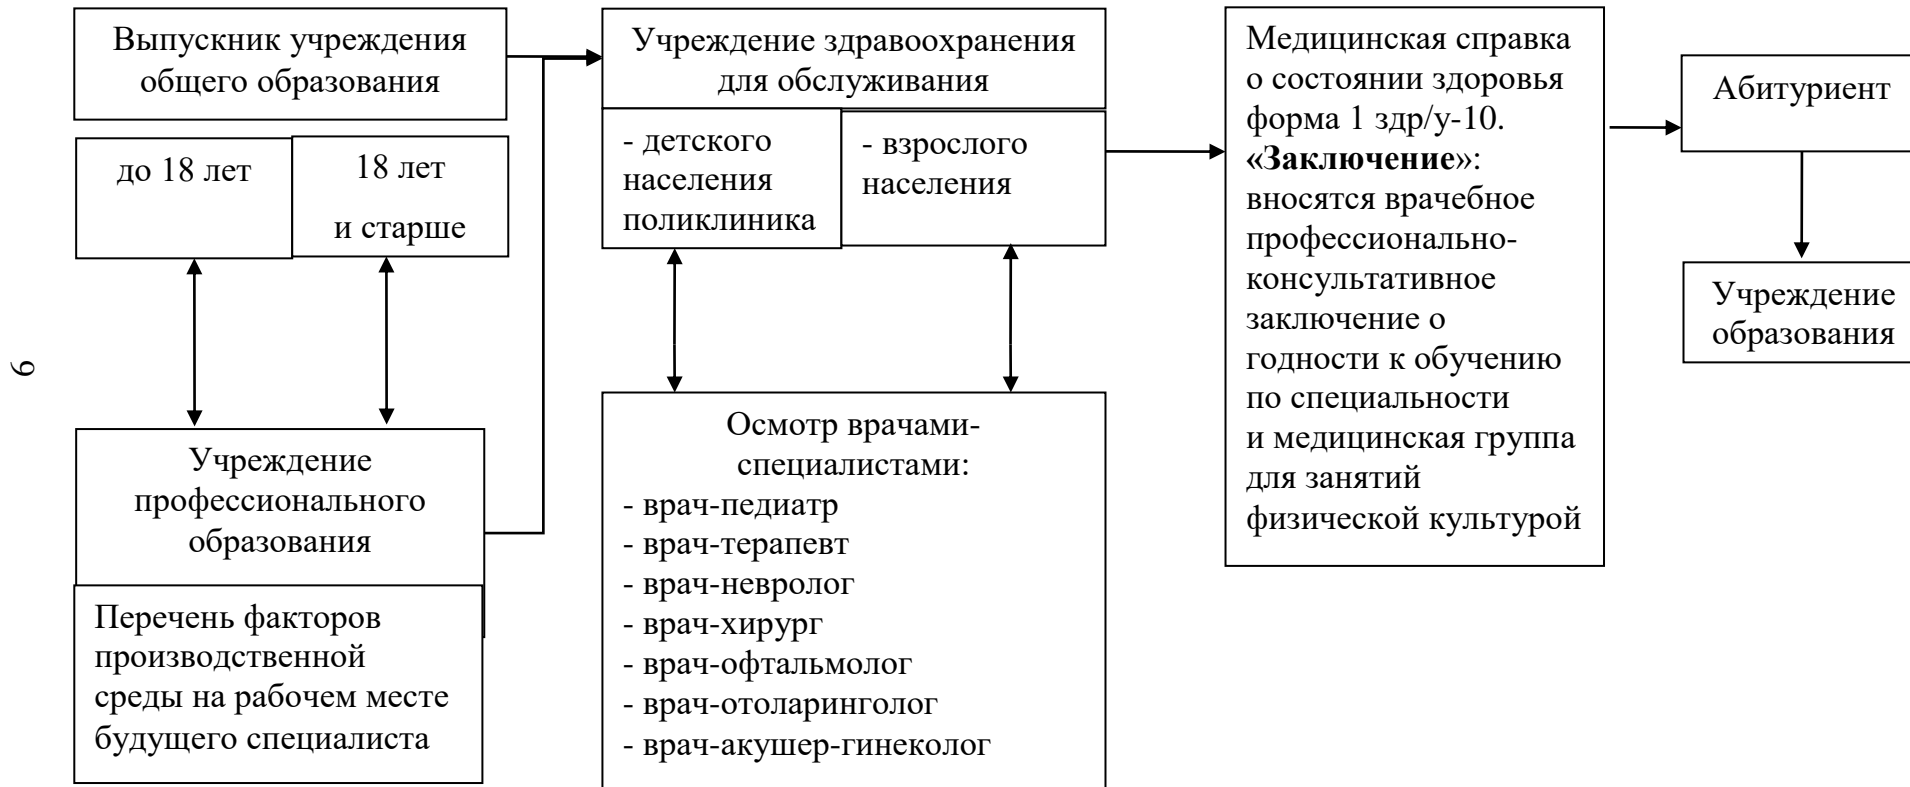 Выпускник учреждения
общего образования
до 18 лет
18 лет
и старше
Учреждение
профессионального
образования
Перечень факторов
производственной
среды на рабочем месте
будущего специалиста
Учреждение здравоохранения
для обслуживания
- детского
населения
поликлиника
- взрослого
населения
Осмотр врачами-
специалистами:
- врач-педиатр
- врач-терапевт
- врач-невролог
- врач-хирург
- врач-офтальмолог
- врач-отоларинголог
- врач-акушер-гинеколог
Медицинская справка
о состоянии здоровья
форма 1 здр/у-10.
«Заключение»:
вносятся врачебное
профессионально-
консультативное
заключение о
годности к обучению
по специальности
и медицинская группа
для занятий
физической культурой
Абитуриент
Учреждение
образования
6